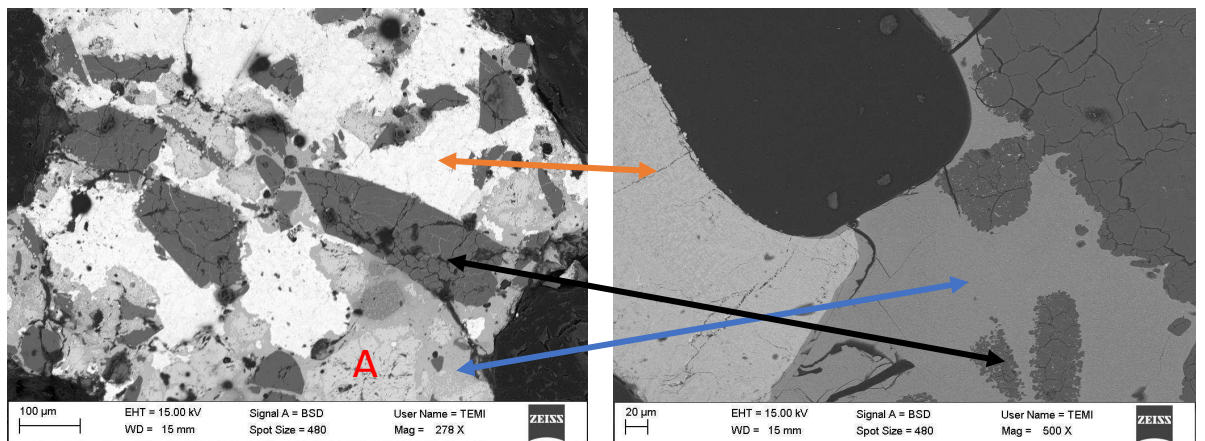 A
100 µm
EHT = 15.00 kV
WD = 15 mm
Signal A = BSD
Spot Size = 480
User Name = TEMI
Mag = 278 X
ZEISS
20 µm
EHT = 15.00 kV
WD = 15 mm
Signal A = BSD
Spot Size = 480
User Name = TEMI
Mag = 500 X
ZEISS